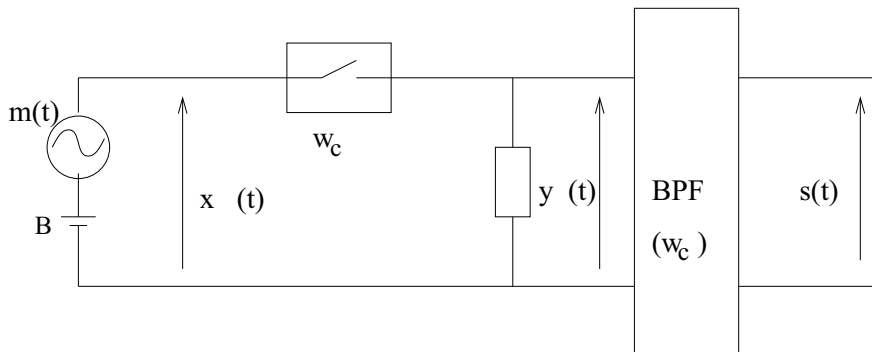 m(t)
B
x (t)
w_c
y (t)
BPF
(w_c)
s(t)